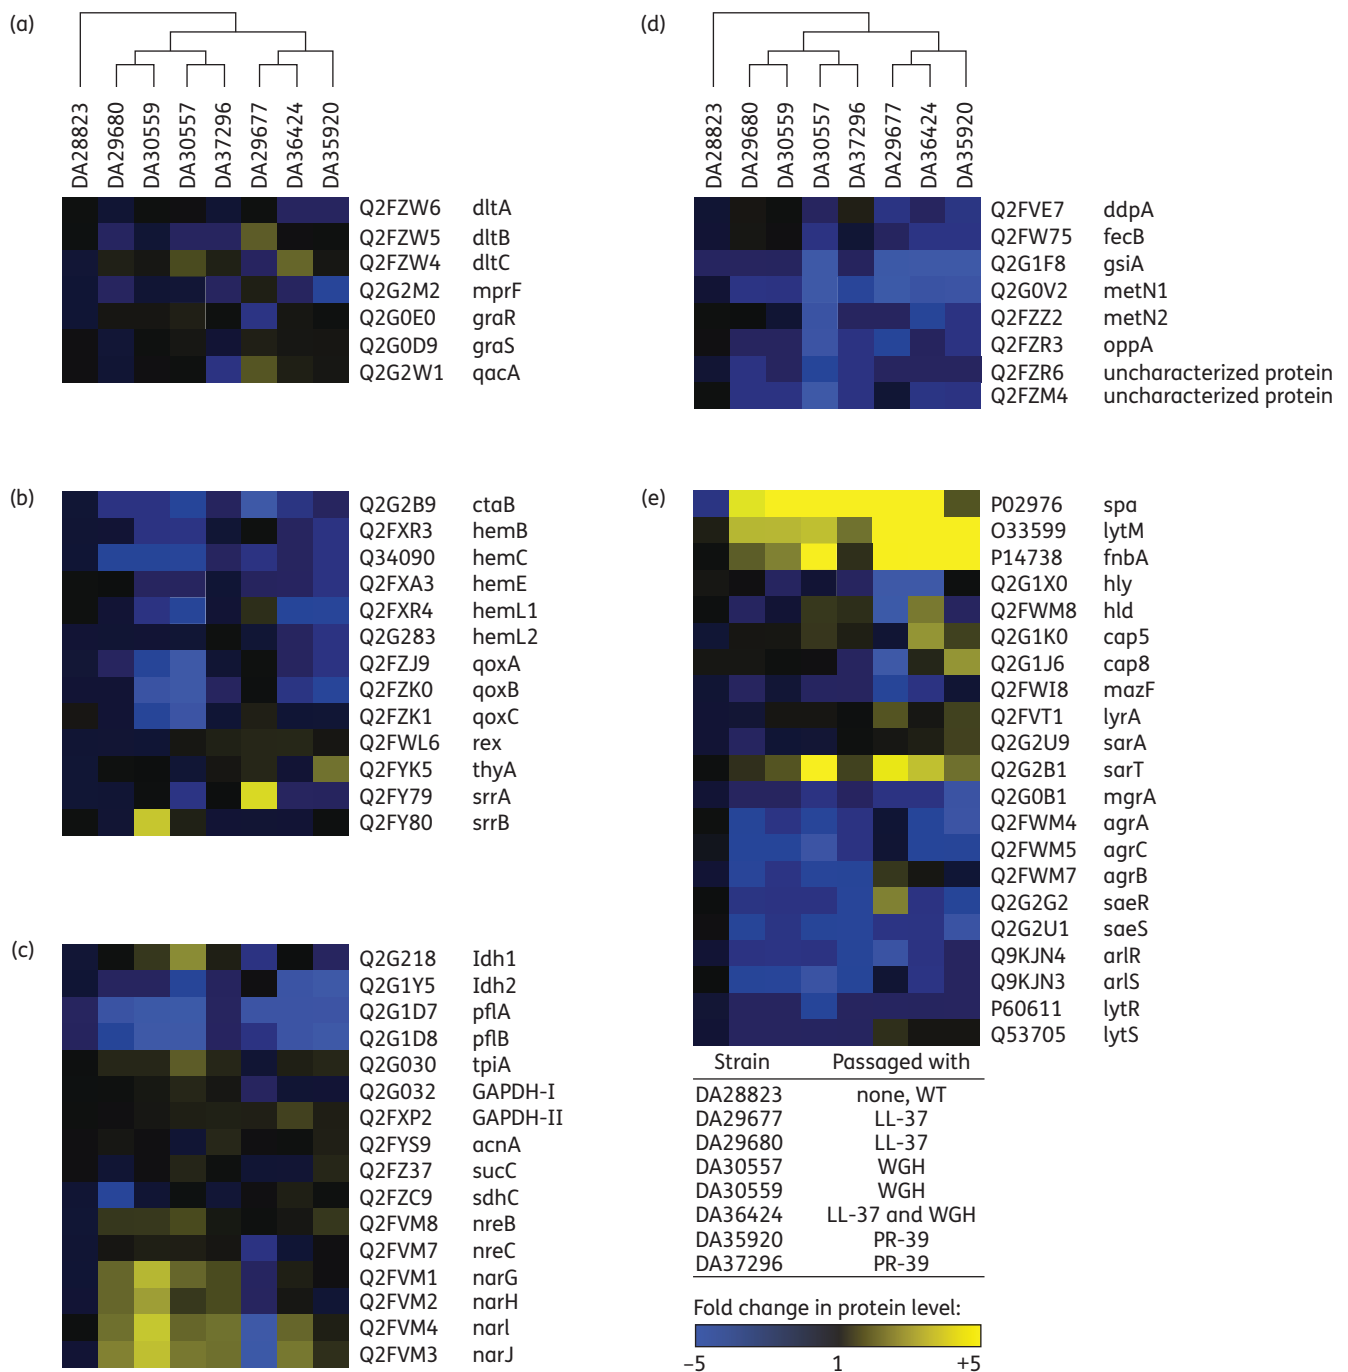 (a)
DA28823 DA29680 DA30559 DA30557 DA37296 DA29677 DA36424 DA35920
Q2FZW6 dltA
Q2FZW5 dltB
Q2FZW4 dltC
Q2G2M2 mprF
Q2G0E0 graR
Q2G0D9 graS
Q2G2W1 qacA
(b)
Q2G2B9 ctaB
Q2FXR3 hemB
Q34090 hemC
Q2FXA3 hemE
Q2FXR4 hemL1
Q2G283 hemL2
Q2FZJ9 qoxA
Q2FZK0 qoxB
Q2FZK1 qoxC
Q2FWL6 rex
Q2FYK5 thyA
Q2FY79 srrA
Q2FY80 srrB
(c)
Q2G218 Idh1
Q2G1Y5 Idh2
Q2G1D7 pflA
Q2G1D8 pflB
Q2G030 tpiA
Q2G032 GAPDH-I
Q2FXP2 GAPDH-II
Q2FYS9 acnA
Q2FZ37 sucC
Q2FZC9 sdhC
Q2FVM8 nreB
Q2FVM7 nreC
Q2FVM1 narG
Q2FVM2 narH
Q2FVM4 narI
Q2FVM3 narJ
(d)
DA28823 DA29680 DA30559 DA30557 DA37296 DA29677 DA36424 DA35920
Q2FVE7 ddpA
Q2FW75 fecB
Q2G1F8 gsiA
Q2G0V2 metN1
Q2FZZ2 metN2
Q2FZR3 oppA
Q2FZR6 uncharacterized protein
Q2FZM4 uncharacterized protein
(e)
P02976 spa
O33599 lytM
P14738 fnbA
Q2G1X0 hly
Q2FWM8 hld
Q2G1K0 cap5
Q2G1J6 cap8
Q2FWI8 mazF
Q2FVT1 lyrA
Q2G2U9 sarA
Q2G2B1 sarT
Q2G0B1 mgrA
Q2FWM4 agrA
Q2FWM5 agrC
Q2FWM7 agrB
Q2G2G2 saeR
Q2G2U1 saeS
Q9KJN4 arlR
Q9KJN3 arlS
P60611 lytR
Q53705 lytS
Strain Passaged with
DA28823 none, WT
DA29677 LL-37
DA29680 LL-37
DA30557 WGH
DA30559 WGH
DA36424 LL-37 and WGH
DA35920 PR-39
DA37296 PR-39
Fold change in protein level:
−5 1 +5